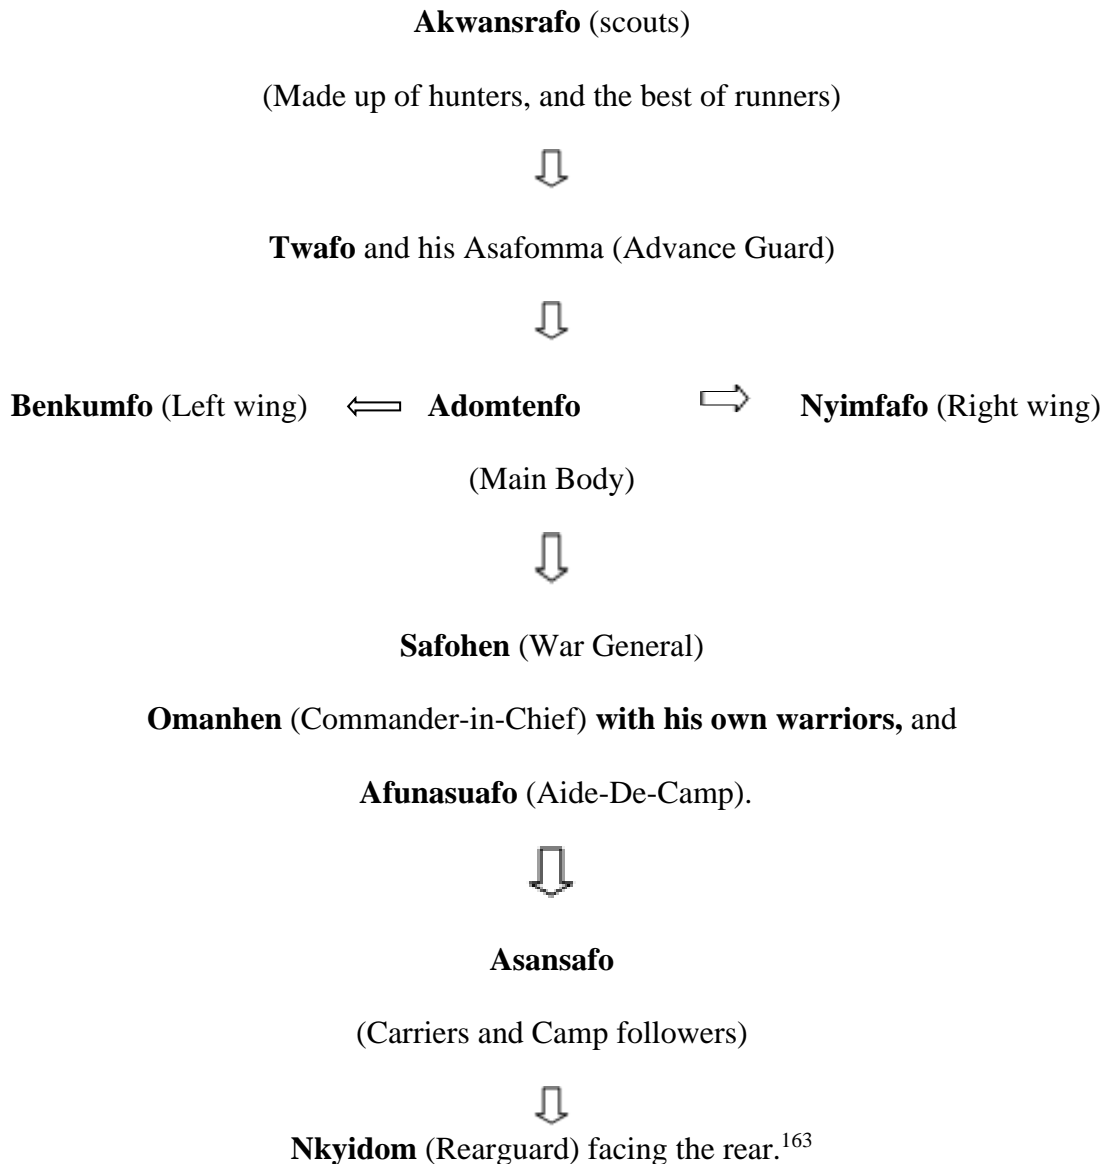 Akwansrafo (scouts)
(Made up of hunters, and the best of runners)
Twafo and his Asafomma (Advance Guard)
Benkumfo (Left wing) Adomtenfo Nyimfafo (Right wing)
(Main Body)
Safohen (War General)
Omanhen (Commander-in-Chief) with his own warriors, and
Afunasuafo (Aide-De-Camp).
Asansafo
(Carriers and Camp followers)
Nkyidom (Rearguard) facing the rear.163